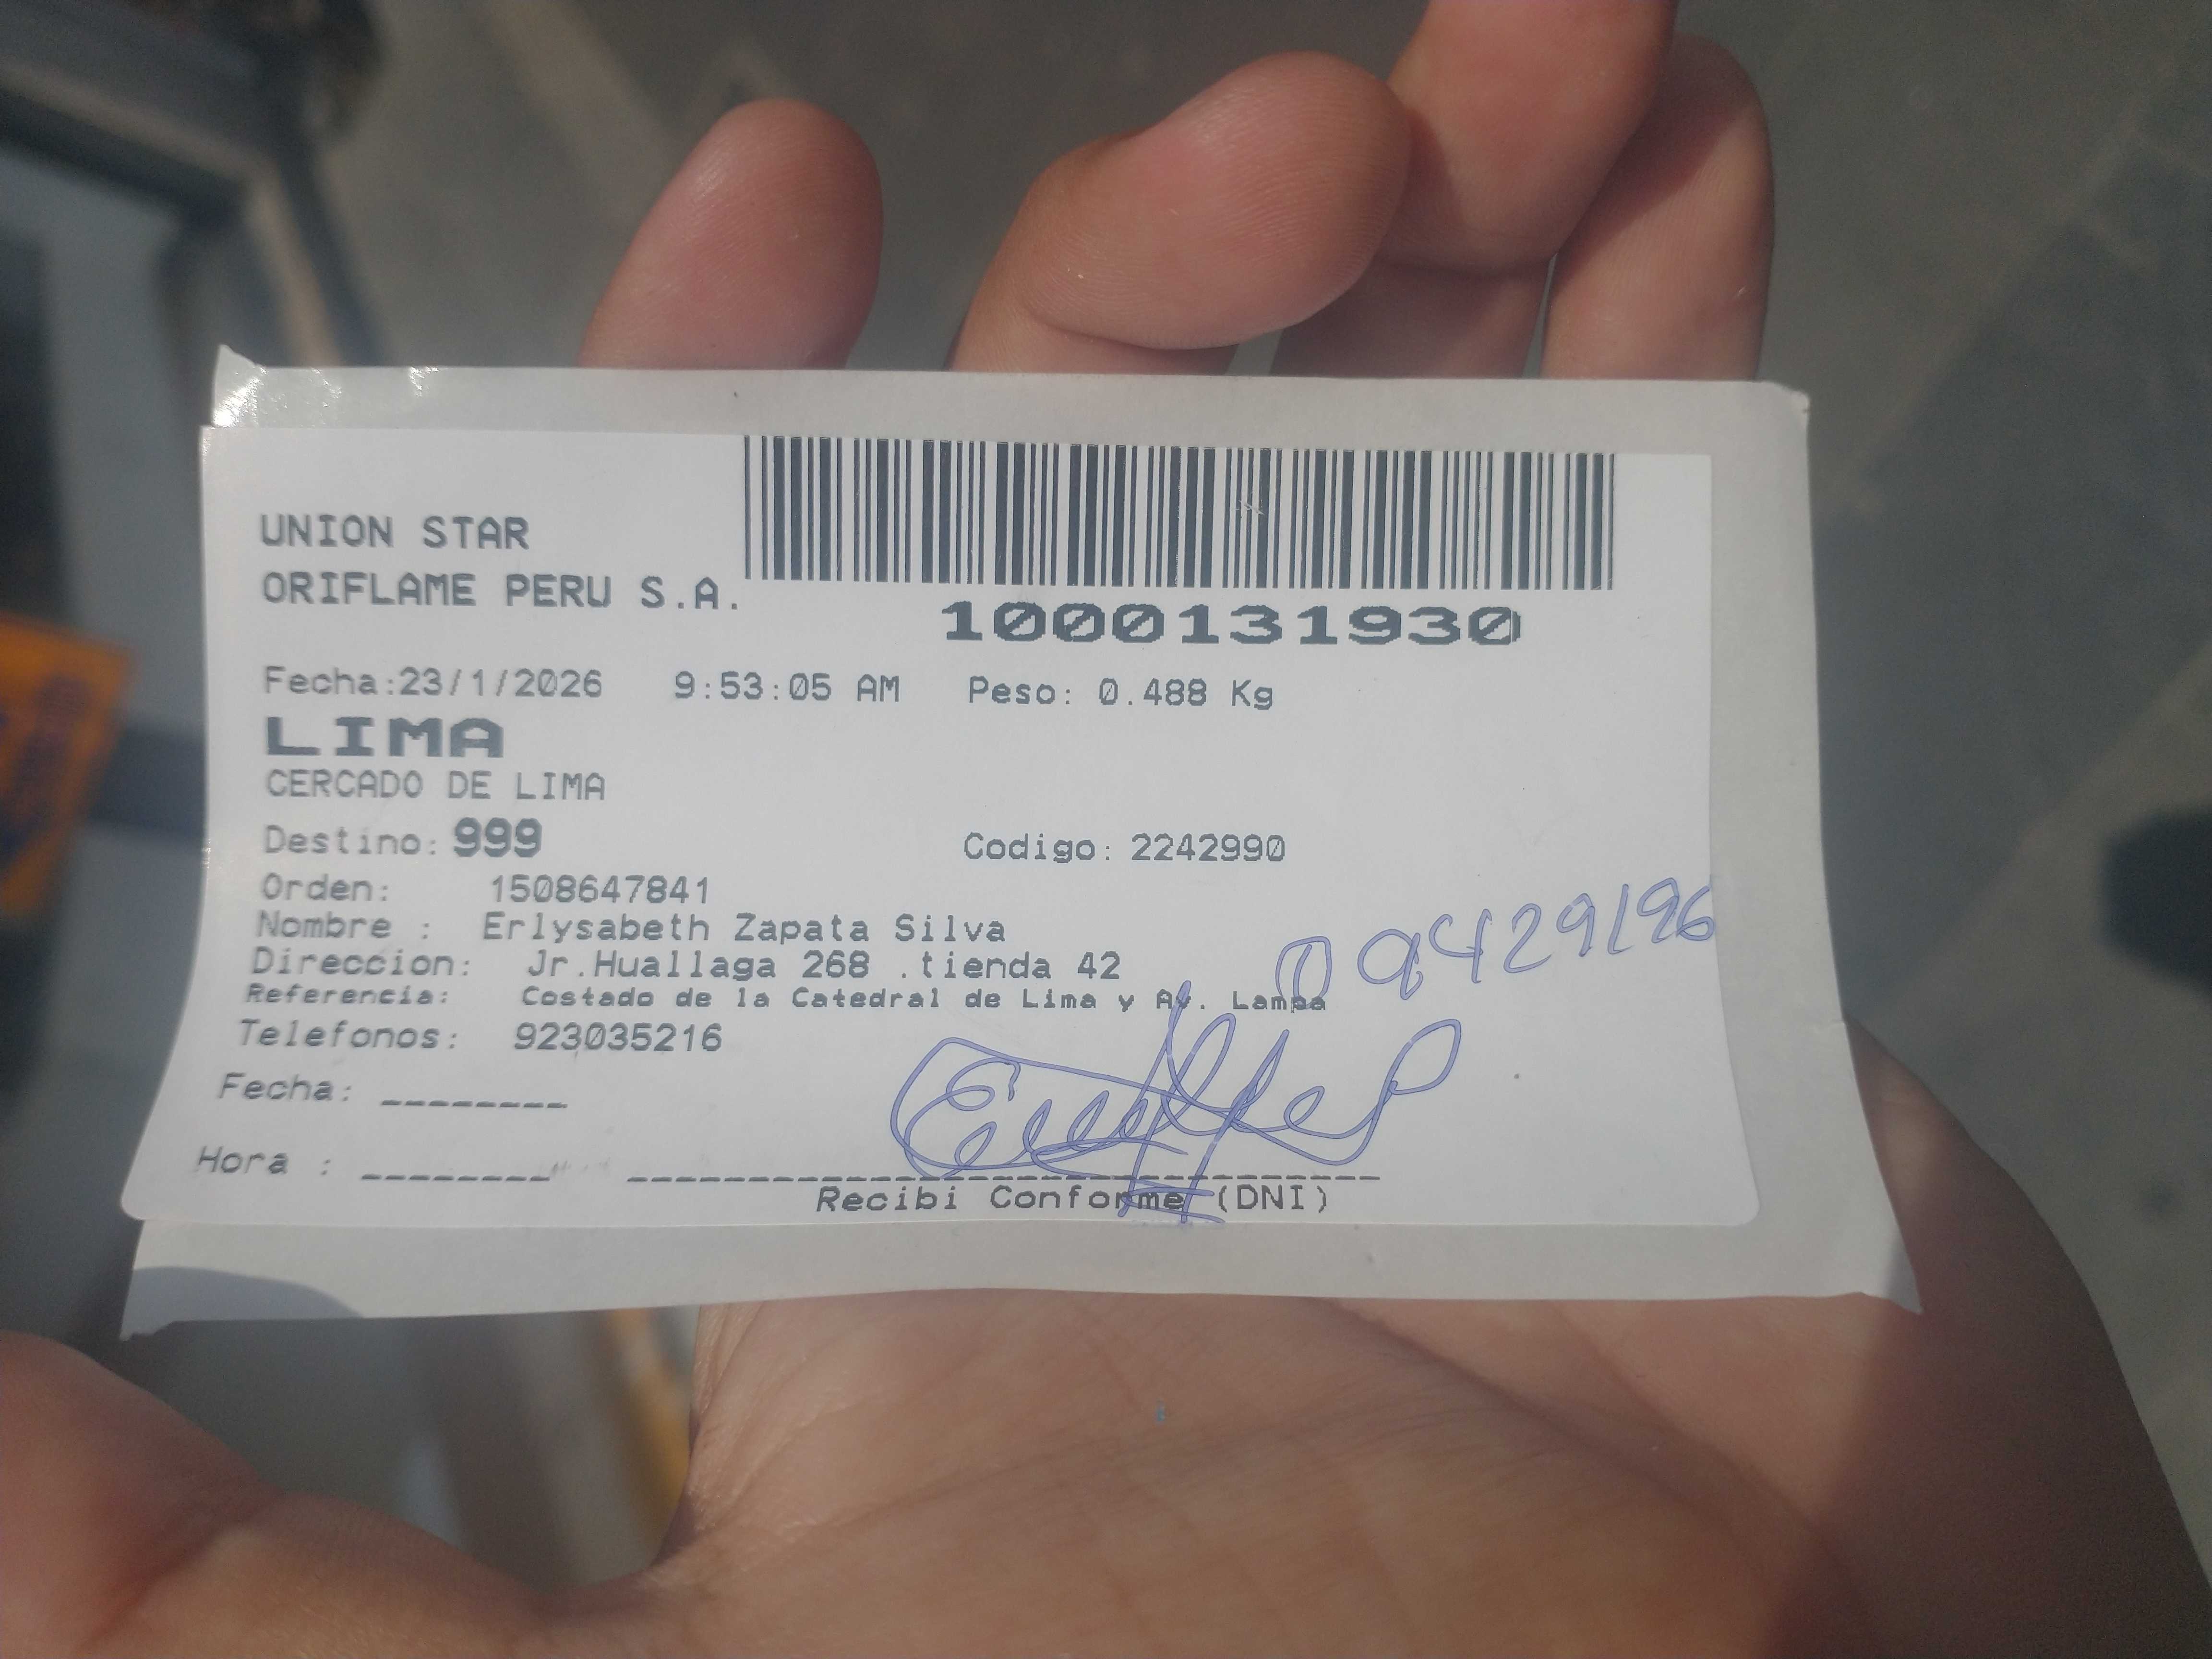 UNION STAR
ORIFLAME PERU S.A.
1000131930
Fecha:23/1/2026 9:53:05 AM Peso: 0.488 Kg
LIMA
CERCADO DE LIMA
Destino: 999 Codigo: 2242990
Orden: 1508647841
Nombre : Erlysabeth Zapata Silva
09429196
Direccion: Jr.Huallaga 268 .tienda 42
Referencia: Costado de la Catedral de Lima y Av. Lampa
Telefonos: 923035216
Fecha: ________
Hora : ________
Recibi Conforme (DNI)